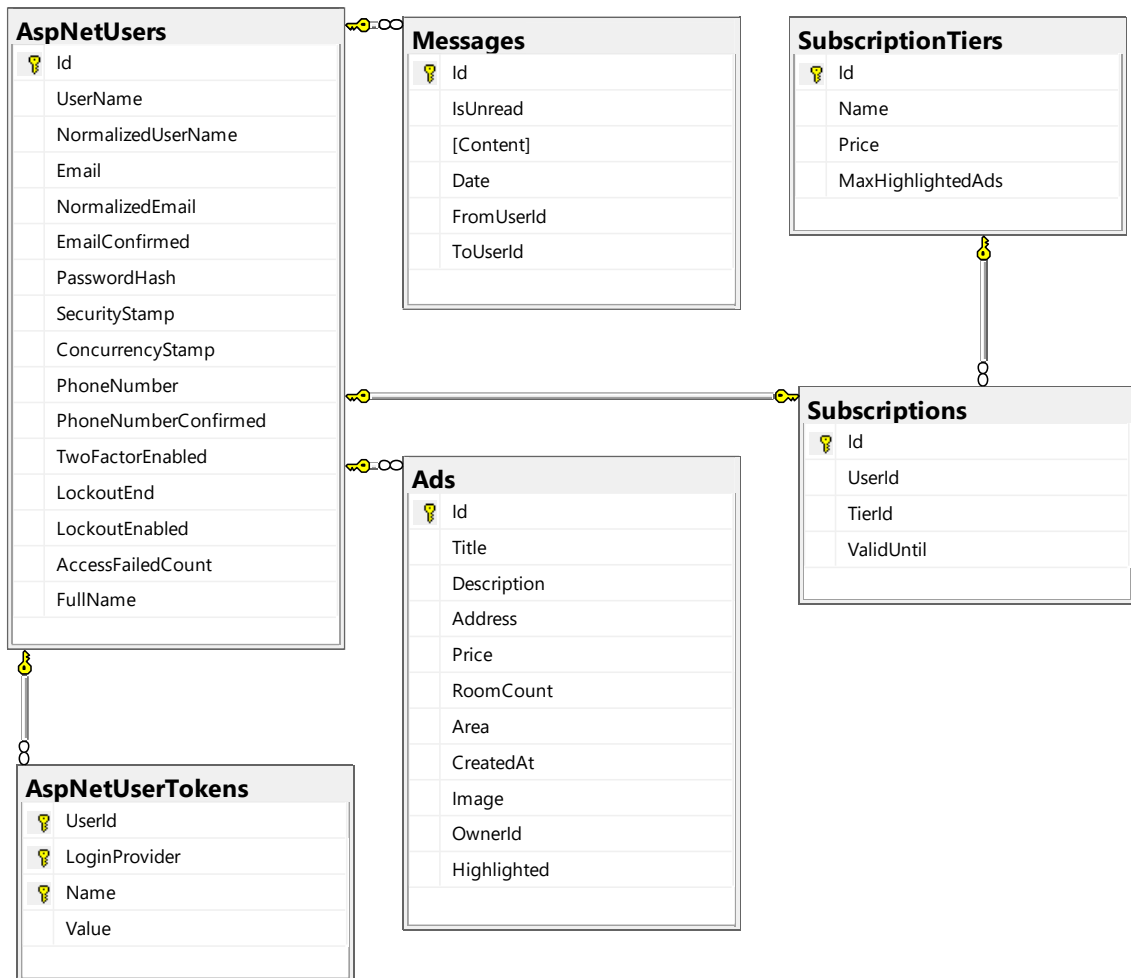 AspNetUsers
Id
UserName
NormalizedUserName
Email
NormalizedEmail
EmailConfirmed
PasswordHash
SecurityStamp
ConcurrencyStamp
PhoneNumber
PhoneNumberConfirmed
TwoFactorEnabled
LockoutEnd
LockoutEnabled
AccessFailedCount
FullName
Messages
Id
IsUnread
[Content]
Date
FromUserId
ToUserId
SubscriptionTiers
Id
Name
Price
MaxHighlightedAds
Subscriptions
Id
UserId
TierId
ValidUntil
Ads
Id
Title
Description
Address
Price
RoomCount
Area
CreatedAt
Image
OwnerId
Highlighted
AspNetUserTokens
UserId
LoginProvider
Name
Value